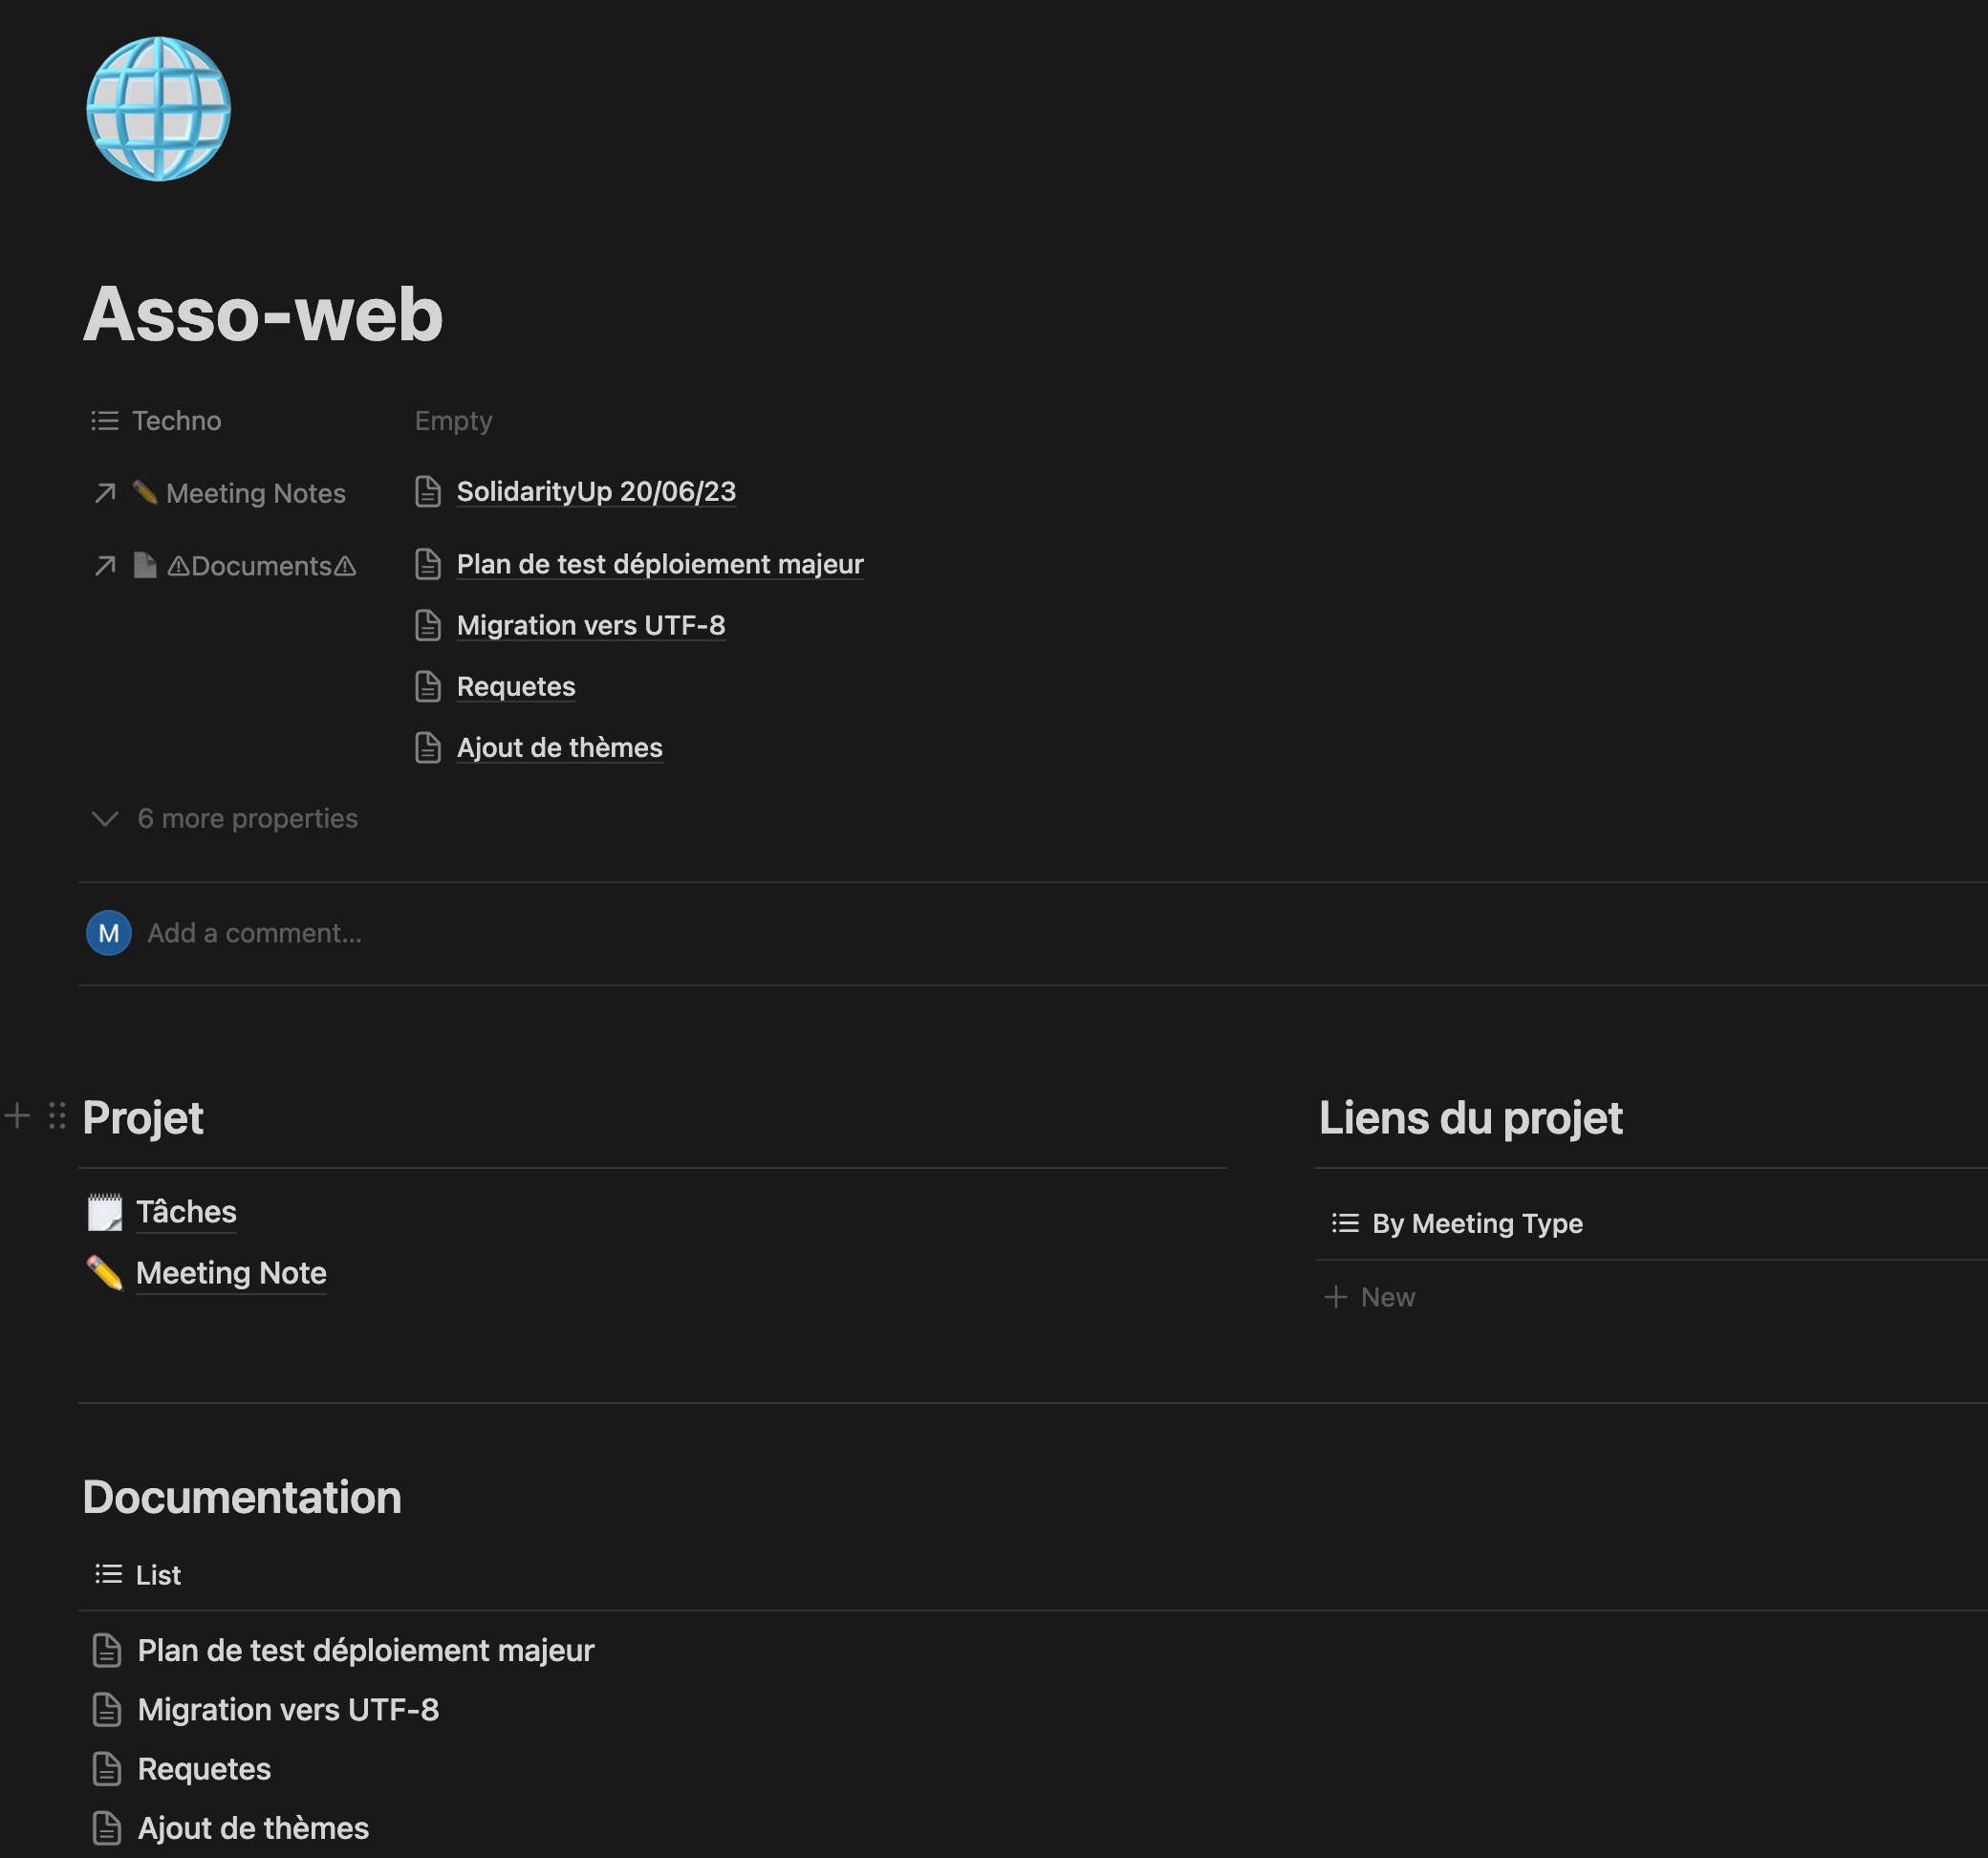 Asso-web
Techno Empty
Meeting Notes SolidarityUp 20/06/23
⚠Documents⚠ Plan de test déploiement majeur
Migration vers UTF-8
Requetes
Ajout de thèmes
6 more properties
M Add a comment...
Projet
Tâches
Meeting Note
Liens du projet
By Meeting Type
+ New
Documentation
List
Plan de test déploiement majeur
Migration vers UTF-8
Requetes
Ajout de thèmes